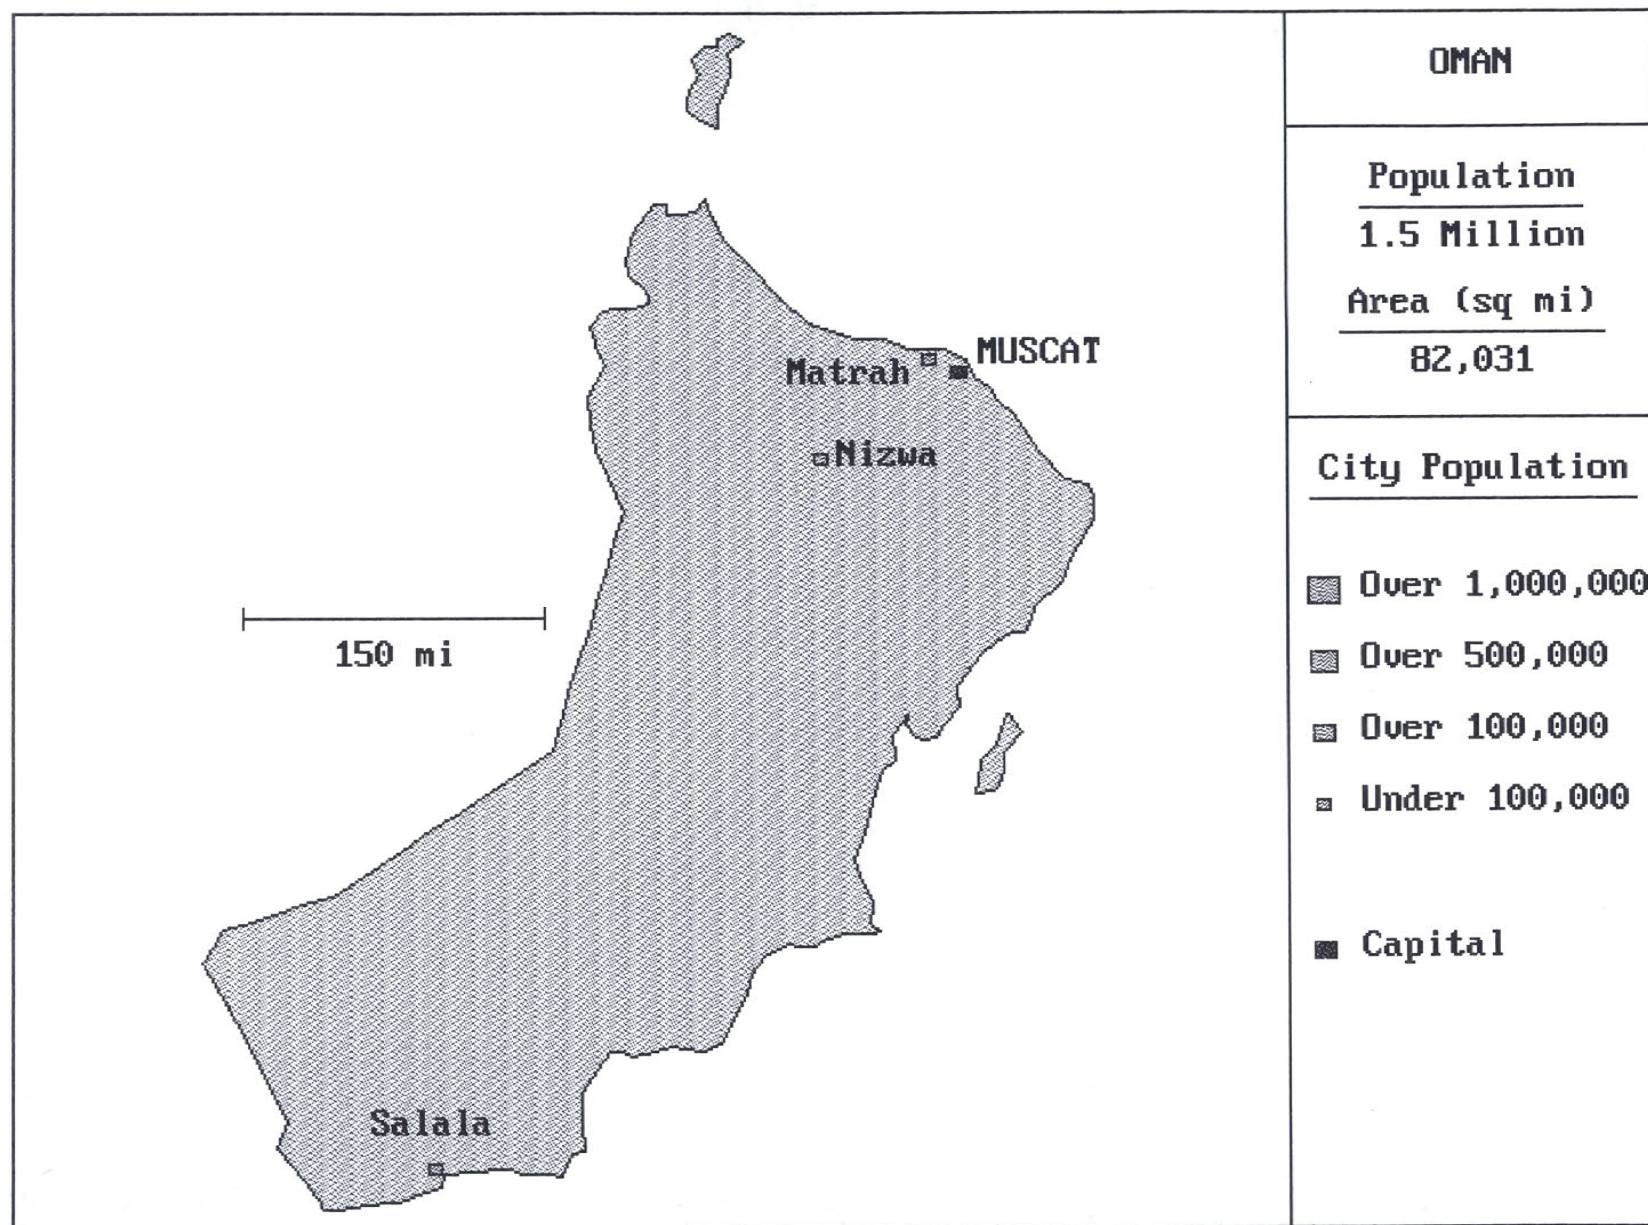 OMAN
Population
1.5 Million
Area (sq mi)
82,031
MUSCAT
Matrah
Nizwa
150 mi
Salala
City Population
Over 1,000,000
Over 500,000
Over 100,000
Under 100,000
Capital